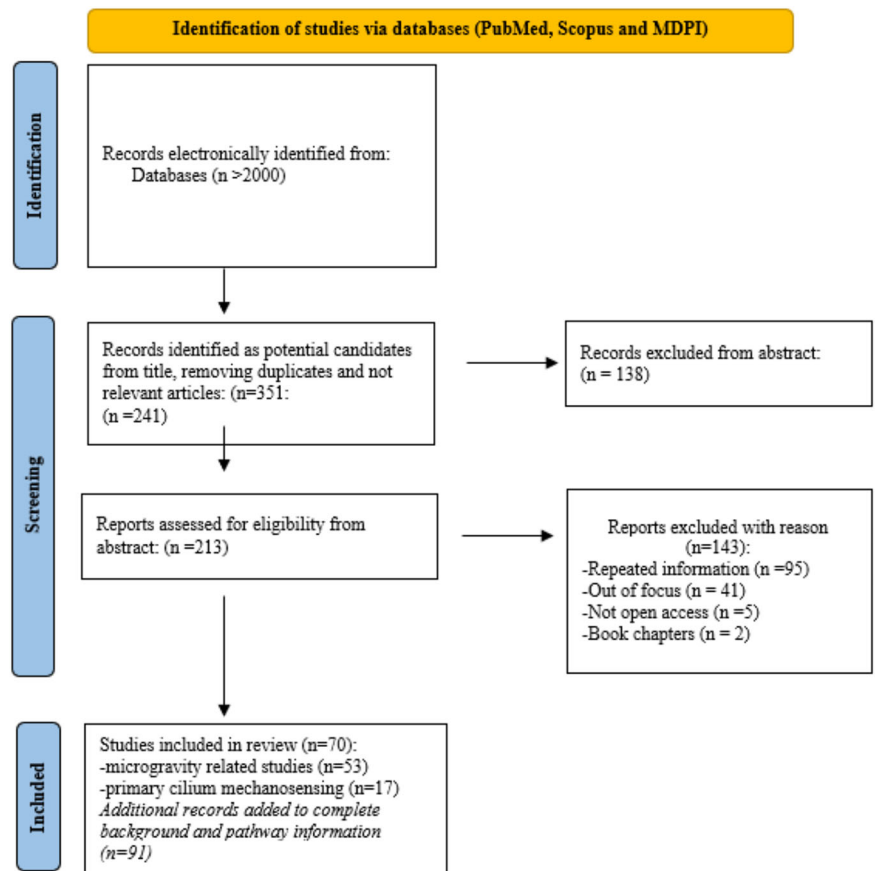 Identification of studies via databases (PubMed, Scopus and MDPI)
Identification
Records electronically identified from:
Databases (n >2000)
Screening
Records identified as potential candidates
from title, removing duplicates and not
relevant articles: (n=351:
(n =241)
Records excluded from abstract:
(n = 138)
Reports assessed for eligibility from
abstract: (n =213)
Reports excluded with reason
(n=143):
-Repeated information (n =95)
-Out of focus (n = 41)
-Not open access (n =5)
-Book chapters (n = 2)
Included
Studies included in review (n=70):
-microgravity related studies (n=53)
-primary cilium mechanosensing (n=17)
Additional records added to complete
background and pathway information
(n=91)